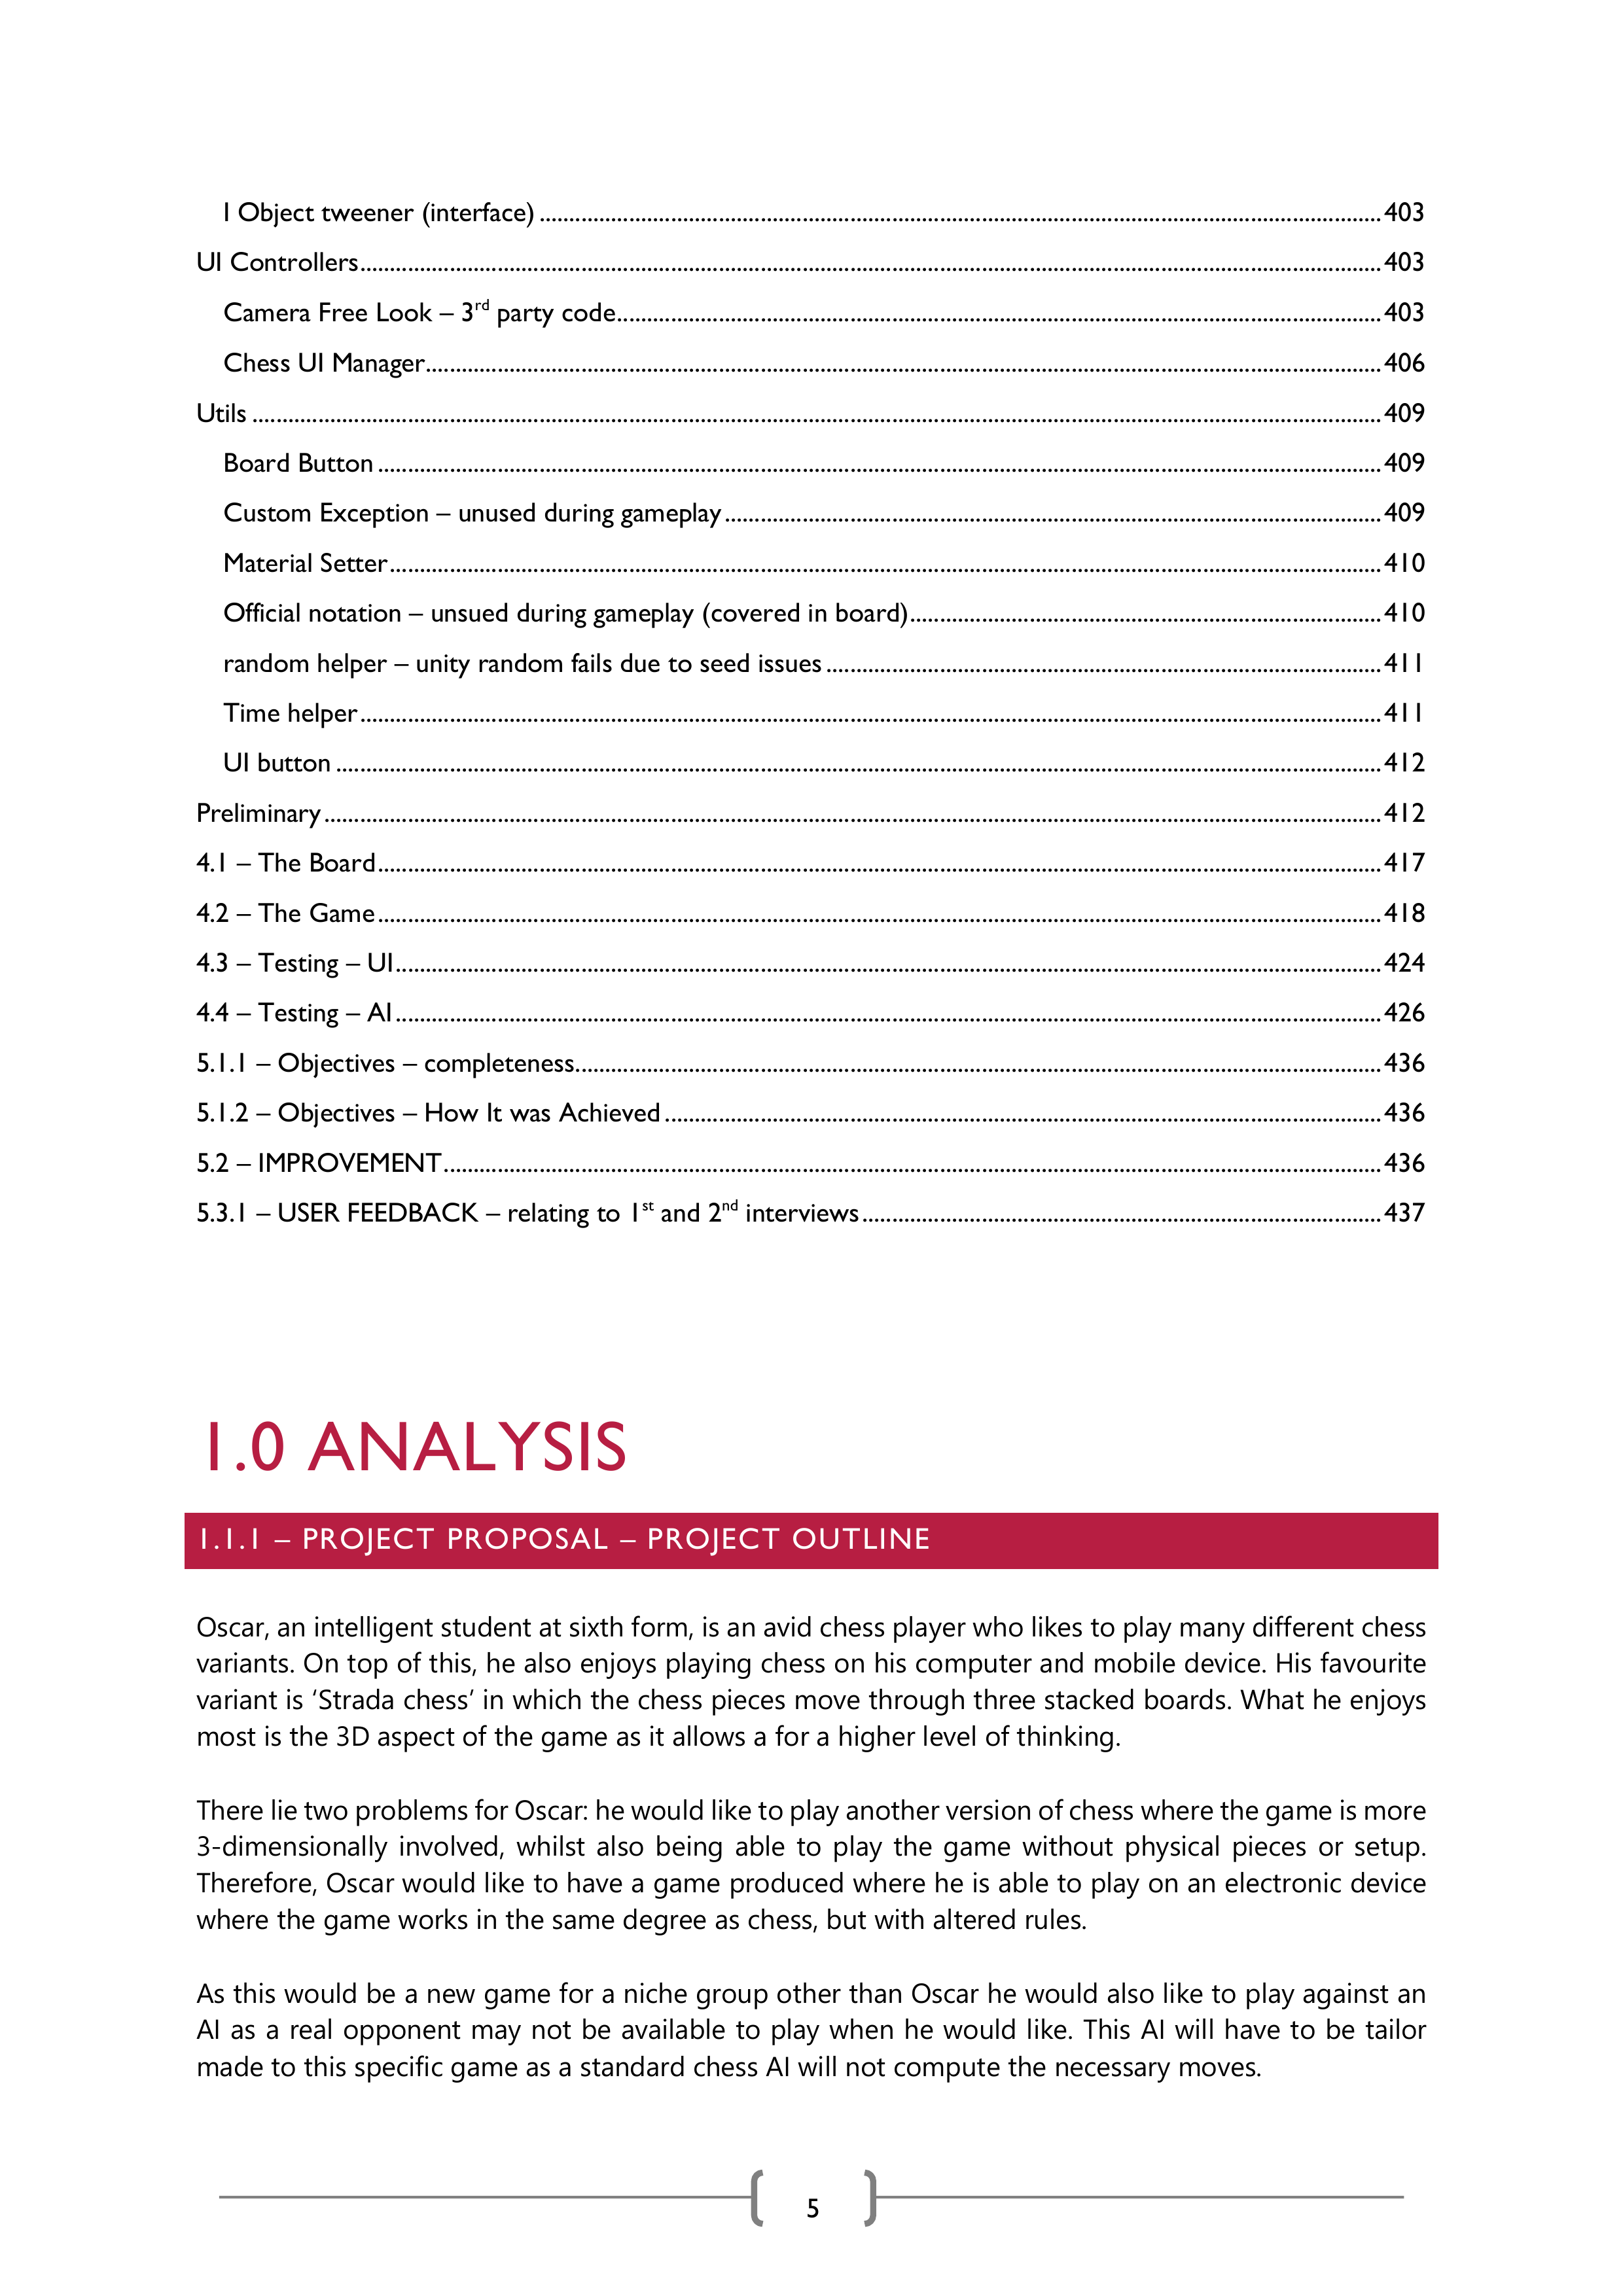 I Object tweener (interface) ........ 403
UI Controllers ........ 403
Camera Free Look – 3rd party code ........ 403
Chess UI Manager ........ 406
Utils ........ 409
Board Button ........ 409
Custom Exception – unused during gameplay ........ 409
Material Setter ........ 410
Official notation – unsued during gameplay (covered in board) ........ 410
random helper – unity random fails due to seed issues ........ 411
Time helper ........ 411
UI button ........ 412
Preliminary ........ 412
4.1 – The Board ........ 417
4.2 – The Game ........ 418
4.3 – Testing – UI ........ 424
4.4 – Testing – AI ........ 426
5.1.1 – Objectives – completeness ........ 436
5.1.2 – Objectives – How It was Achieved ........ 436
5.2 – IMPROVEMENT ........ 436
5.3.1 – USER FEEDBACK – relating to 1st and 2nd interviews ........ 437
1.0 ANALYSIS
1.1.1 – PROJECT PROPOSAL – PROJECT OUTLINE
Oscar, an intelligent student at sixth form, is an avid chess player who likes to play many different chess
variants. On top of this, he also enjoys playing chess on his computer and mobile device. His favourite
variant is ‘Strada chess’ in which the chess pieces move through three stacked boards. What he enjoys
most is the 3D aspect of the game as it allows a for a higher level of thinking.
There lie two problems for Oscar: he would like to play another version of chess where the game is more
3-dimensionally involved, whilst also being able to play the game without physical pieces or setup.
Therefore, Oscar would like to have a game produced where he is able to play on an electronic device
where the game works in the same degree as chess, but with altered rules.
As this would be a new game for a niche group other than Oscar he would also like to play against an
AI as a real opponent may not be available to play when he would like. This AI will have to be tailor
made to this specific game as a standard chess AI will not compute the necessary moves.
5